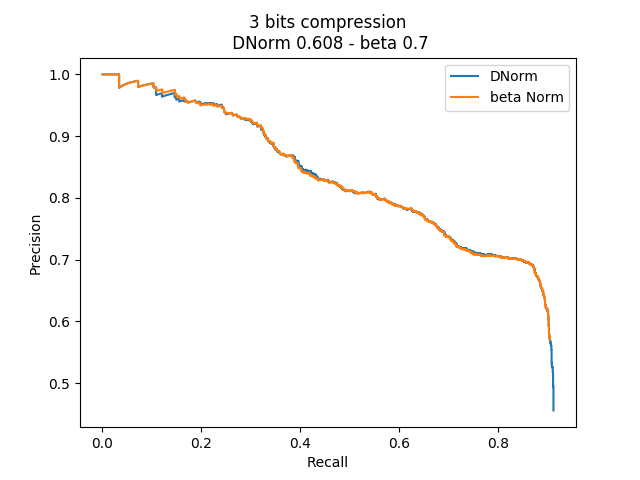 3 bits compression
DNorm 0.608 - beta 0.7
DNorm
beta Norm
1.0
0.9
0.8
0.7
0.6
0.5
Precision
0.0
0.2
0.4
0.6
0.8
Recall